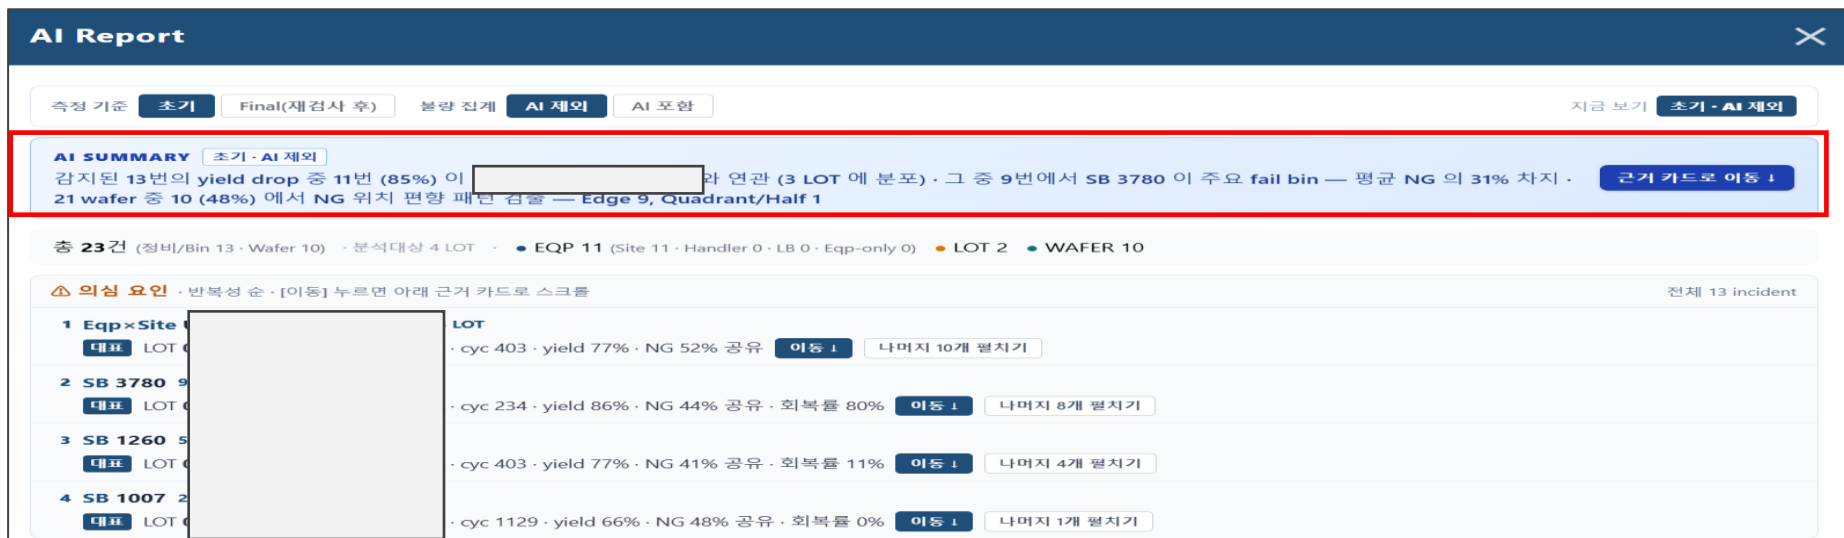 AI Report
측정 기준 초기 Final(재검사 후) 불량 집계 AI 제외 AI 포함 지금 보기 초기 · AI 제외
AI SUMMARY 초기 · AI 제외
감지된 13번의 yield drop 중 11번 (85%) 이 와 연관 (3 LOT 에 분포) · 그 중 9번에서 SB 3780 이 주요 fail bin — 평균 NG 의 31% 차지 · 근거 카드로 이동 ↓
21 wafer 중 10 (48%) 에서 NG 위치 편향 패턴 검출 — Edge 9, Quadrant/Half 1
총 23건 (정비/Bin 13 · Wafer 10) · 분석대상 4 LOT · ● EQP 11 (Site 11 · Handler 0 · LB 0 · Eqp-only 0) ● LOT 2 ● WAFER 10
⚠ 의심 요인 · 반복성 순 · [이동] 누르면 아래 근거 카드로 스크롤 전체 13 incident
1 Eqp×Site LOT
대표 LOT · cyc 403 · yield 77% · NG 52% 공유 이동 ↓ 나머지 10개 펼치기
2 SB 3780 9
대표 LOT · cyc 234 · yield 86% · NG 44% 공유 · 회복률 80% 이동 ↓ 나머지 8개 펼치기
3 SB 1260 5
대표 LOT · cyc 403 · yield 77% · NG 41% 공유 · 회복률 11% 이동 ↓ 나머지 4개 펼치기
4 SB 1007 2
대표 LOT · cyc 1129 · yield 66% · NG 48% 공유 · 회복률 0% 이동 ↓ 나머지 1개 펼치기